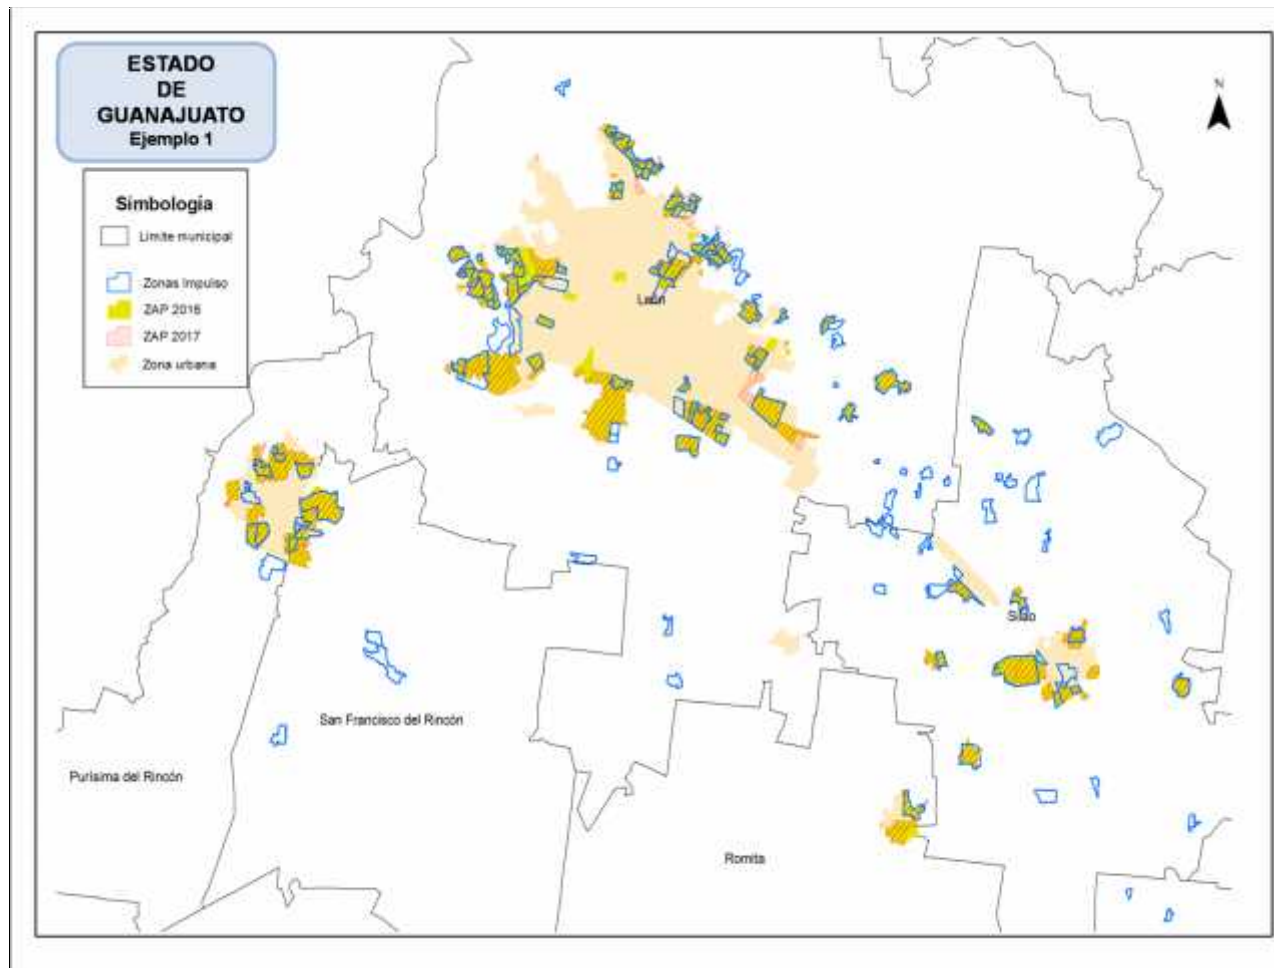 ESTADO
DE
GUANAJUATO
Ejemplo 1
N
Simbología
Límite municipal
Zonas Impulso
ZAP 2016
ZAP 2017
Zona urbana
León
Silao
San Francisco del Rincón
Purísima del Rincón
Romita